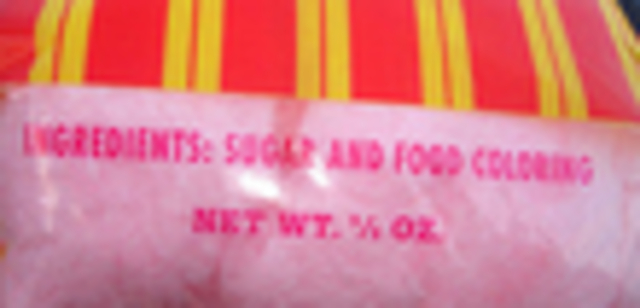 INGREDIENTS: SUGAR AND FOOD COLORING
NET WT. OZ.